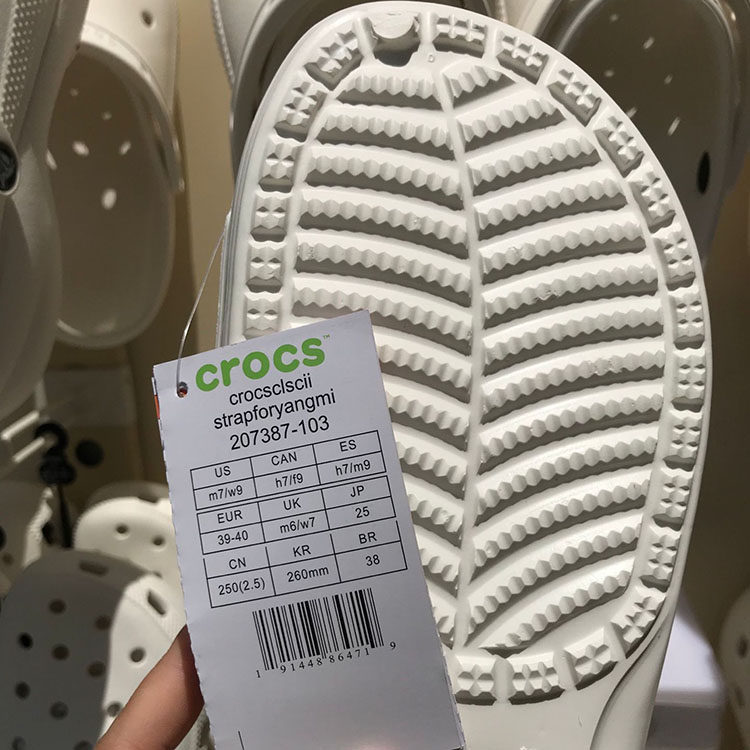 crocs™
crocsclscii
strapforyangmi
207387-103
US CAN ES
m7/w9 h7/f9 h7/m9
EUR UK JP
39-40 m6/w7 25
CN KR BR
250(2.5) 260mm 38
1 91448 86471 9